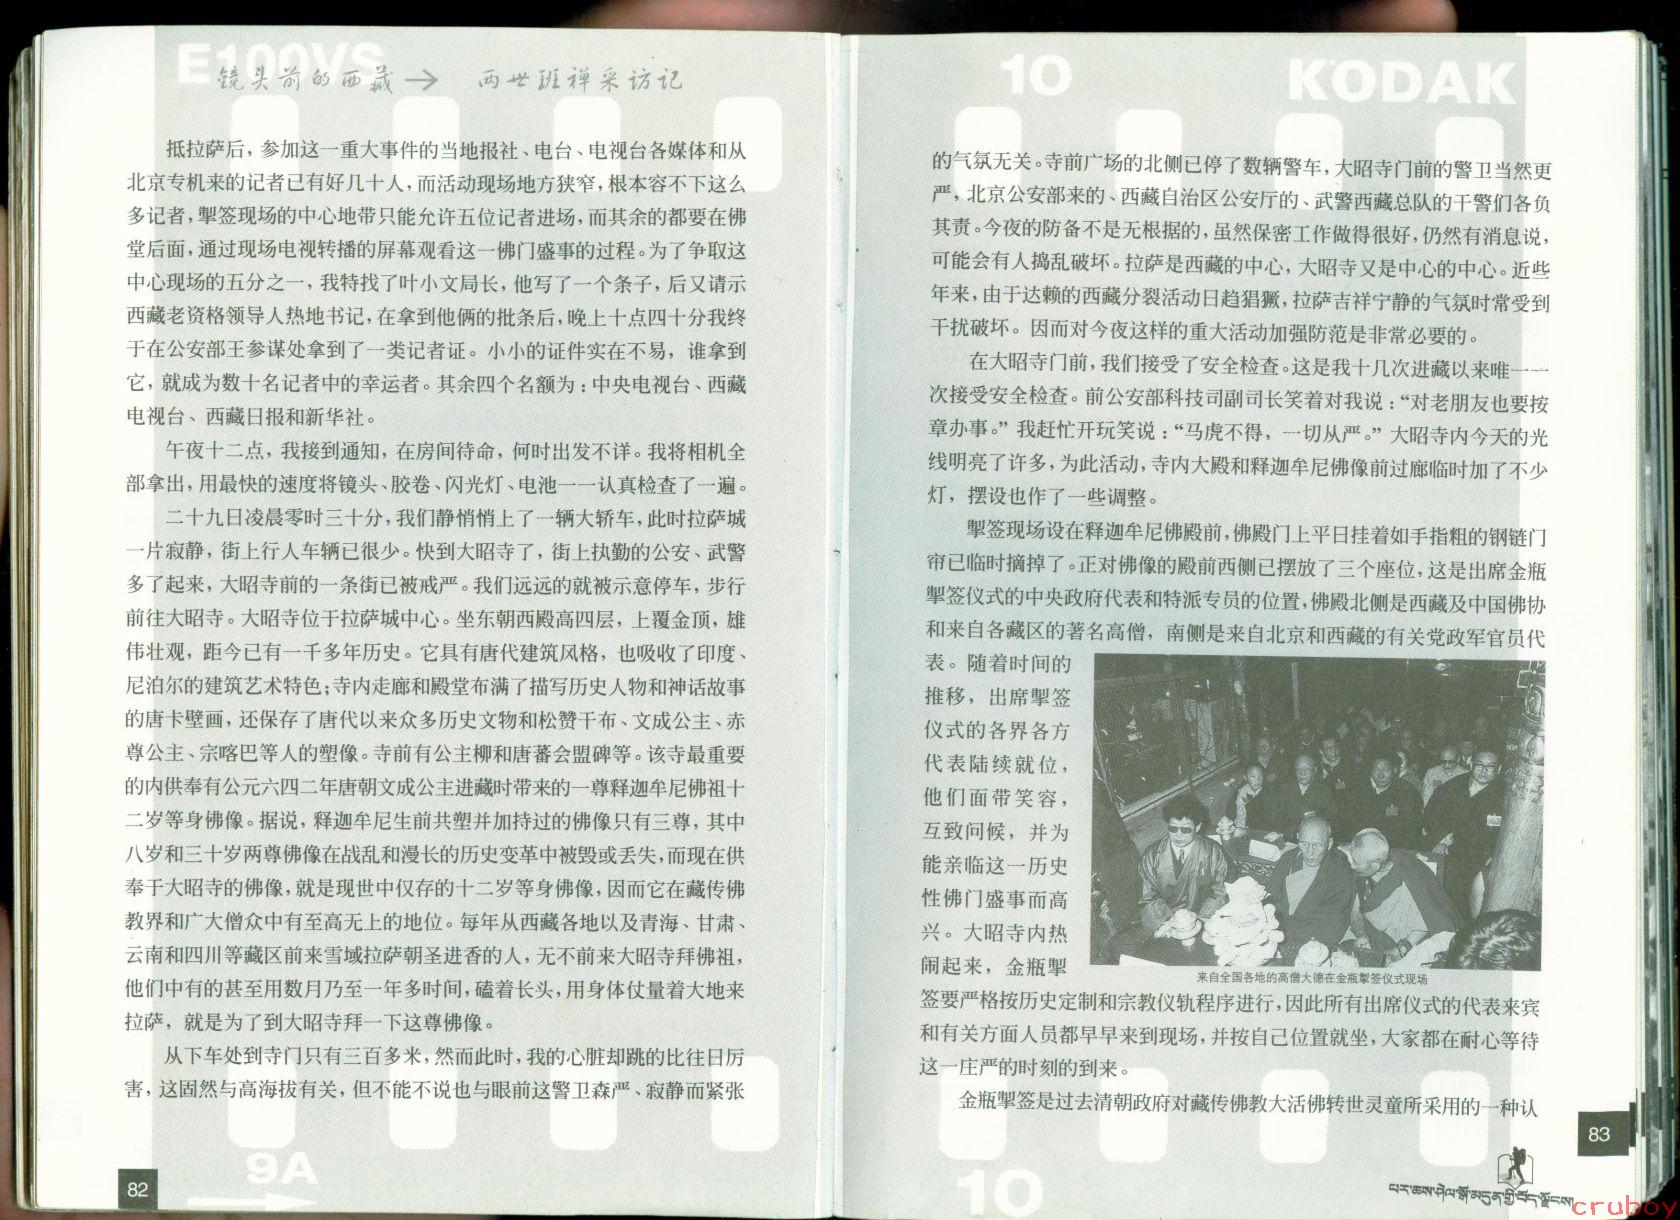 E100VS
镜头前的西藏→ 两世班禅采访记
抵拉萨后，参加这一重大事件的当地报社、电台、电视台各媒体和从
北京专机来的记者已有好几十人，而活动现场地方狭窄，根本容不下这么
多记者，掣签现场的中心地带只能允许五位记者进场，而其余的都要在佛
堂后面，通过现场电视转播的屏幕观看这一佛门盛事的过程。为了争取这
中心现场的五分之一，我特找了叶小文局长，他写了一个条子，后又请示
西藏老资格领导人热地书记，在拿到他俩的批条后，晚上十点四十分我终
于在公安部王参谋处拿到了一类记者证。小小的证件实在不易，谁拿到
它，就成为数十名记者中的幸运者。其余四个名额为：中央电视台、西藏
电视台、西藏日报和新华社。
午夜十二点，我接到通知，在房间待命，何时出发不详。我将相机全
部拿出，用最快的速度将镜头、胶卷、闪光灯、电池一一认真检查了一遍。
二十九日凌晨零时三十分，我们静悄悄上了一辆大轿车，此时拉萨城
一片寂静，街上行人车辆已很少。快到大昭寺了，街上执勤的公安、武警
多了起来，大昭寺前的一条街已被戒严。我们远远的就被示意停车，步行
前往大昭寺。大昭寺位于拉萨城中心。坐东朝西殿高四层，上覆金顶，雄
伟壮观，距今已有一千多年历史。它具有唐代建筑风格，也吸收了印度、
尼泊尔的建筑艺术特色；寺内走廊和殿堂布满了描写历史人物和神话故事
的唐卡壁画，还保存了唐代以来众多历史文物和松赞干布、文成公主、赤
尊公主、宗喀巴等人的塑像。寺前有公主柳和唐蕃会盟碑等。该寺最重要
的内供奉有公元六四二年唐朝文成公主进藏时带来的一尊释迦牟尼佛祖十
二岁等身佛像。据说，释迦牟尼生前共塑并加持过的佛像只有三尊，其中
八岁和三十岁两尊佛像在战乱和漫长的历史变革中被毁或丢失，而现在供
奉于大昭寺的佛像，就是现世中仅存的十二岁等身佛像，因而它在藏传佛
教界和广大僧众中有至高无上的地位。每年从西藏各地以及青海、甘肃、
云南和四川等藏区前来雪域拉萨朝圣进香的人，无不前来大昭寺拜佛祖，
他们中有的甚至用数月乃至一年多时间，磕着长头，用身体仗量着大地来
拉萨，就是为了到大昭寺拜一下这尊佛像。
从下车处到寺门只有三百多米，然而此时，我的心脏却跳的比往日厉
害，这固然与高海拔有关，但不能不说也与眼前这警卫森严、寂静而紧张
9A
82
10
KODAK
的气氛无关。寺前广场的北侧已停了数辆警车，大昭寺门前的警卫当然更
严，北京公安部来的、西藏自治区公安厅的、武警西藏总队的干警们各负
其责。今夜的防备不是无根据的，虽然保密工作做得很好，仍然有消息说，
可能会有人捣乱破坏。拉萨是西藏的中心，大昭寺又是中心的中心。近些
年来，由于达赖的西藏分裂活动日趋猖獗，拉萨吉祥宁静的气氛时常受到
干扰破坏。因而对今夜这样的重大活动加强防范是非常必要的。
在大昭寺门前，我们接受了安全检查。这是我十几次进藏以来唯一一
次接受安全检查。前公安部科技司副司长笑着对我说：“对老朋友也要按
章办事。”我赶忙开玩笑说：“马虎不得，一切从严。”大昭寺内今天的光
线明亮了许多，为此活动，寺内大殿和释迦牟尼佛像前过廊临时加了不少
灯，摆设也作了一些调整。
掣签现场设在释迦牟尼佛殿前，佛殿门上平日挂着如手指粗的钢链门
帘已临时摘掉了。正对佛像的殿前西侧已摆放了三个座位，这是出席金瓶
掣签仪式的中央政府代表和特派专员的位置，佛殿北侧是西藏及中国佛协
和来自各藏区的著名高僧，南侧是来自北京和西藏的有关党政军官员代
表。随着时间的
推移，出席掣签
仪式的各界各方
代表陆续就位，
他们面带笑容，
互致问候，并为
能亲临这一历史
性佛门盛事而高
兴。大昭寺内热
闹起来，金瓶掣
来自全国各地的高僧大德在金瓶掣签仪式现场
签要严格按历史定制和宗教仪轨程序进行，因此所有出席仪式的代表来宾
和有关方面人员都早早来到现场，并按自己位置就坐，大家都在耐心等待
这一庄严的时刻的到来。
金瓶掣签是过去清朝政府对藏传佛教大活佛转世灵童所采用的一种认
10
83
cruboy